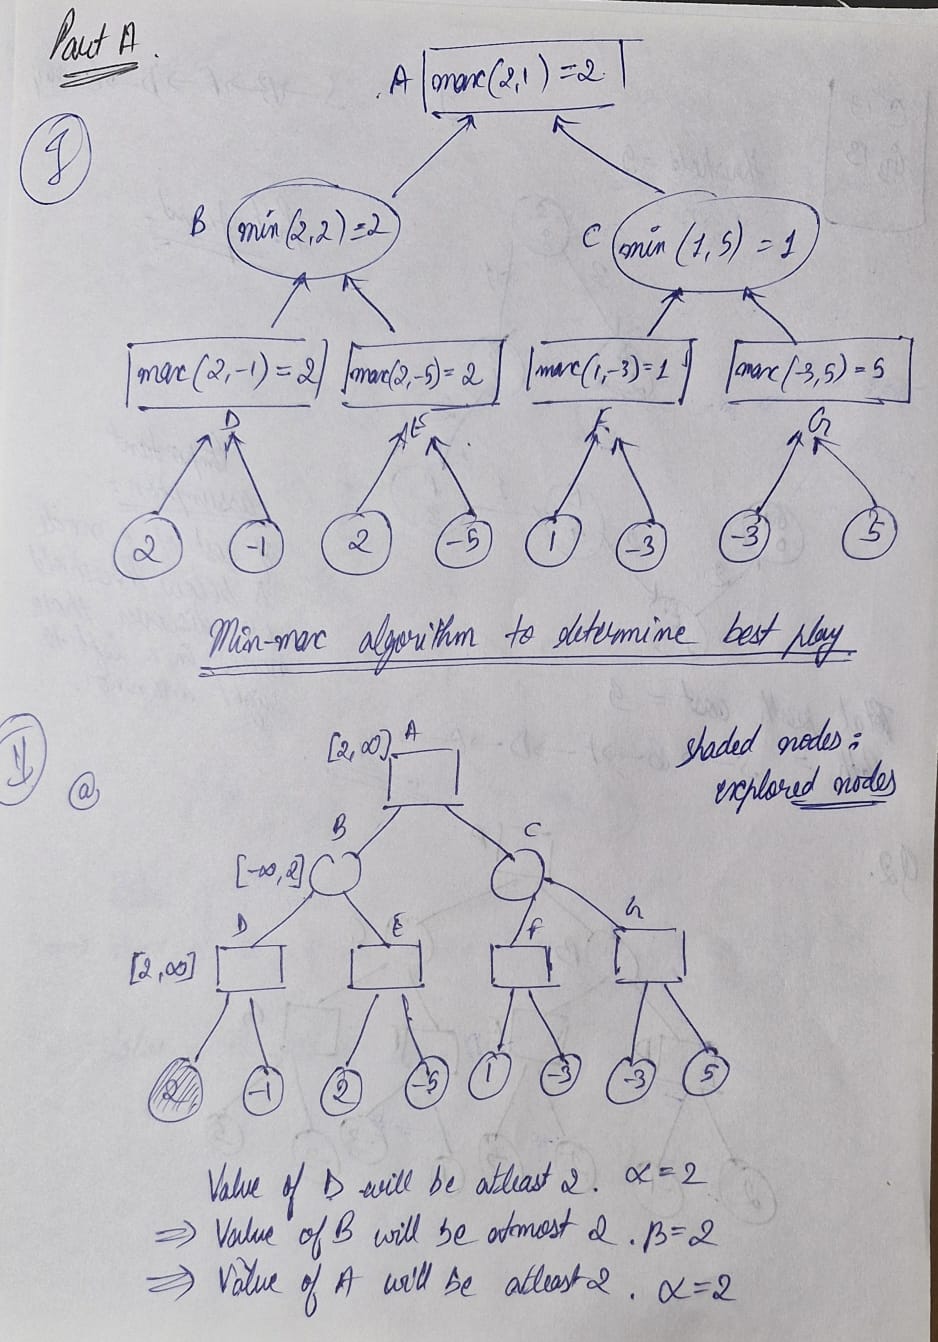 Part A.
I
A max(2,1) = 2
B min(2,2)=2
C min (1,5) = 1
max(2,-1)=2 max(2,-5)=2 max(1,-3)=1 max(-3,5)=5
D E F G
2 -1 2 -5 1 -3 -3 5
Min-max algorithm to determine best play.
II
a
[2,∞] A
shaded nodes:
explored nodes
B C
[-∞,2]
D E F G
[2,∞]
2 -1 2 -5 1 -3 -3 5
Value of D will be atleast 2. α=2
⇒ Value of B will be atmost 2. β=2
⇒ Value of A will be atleast 2. α=2